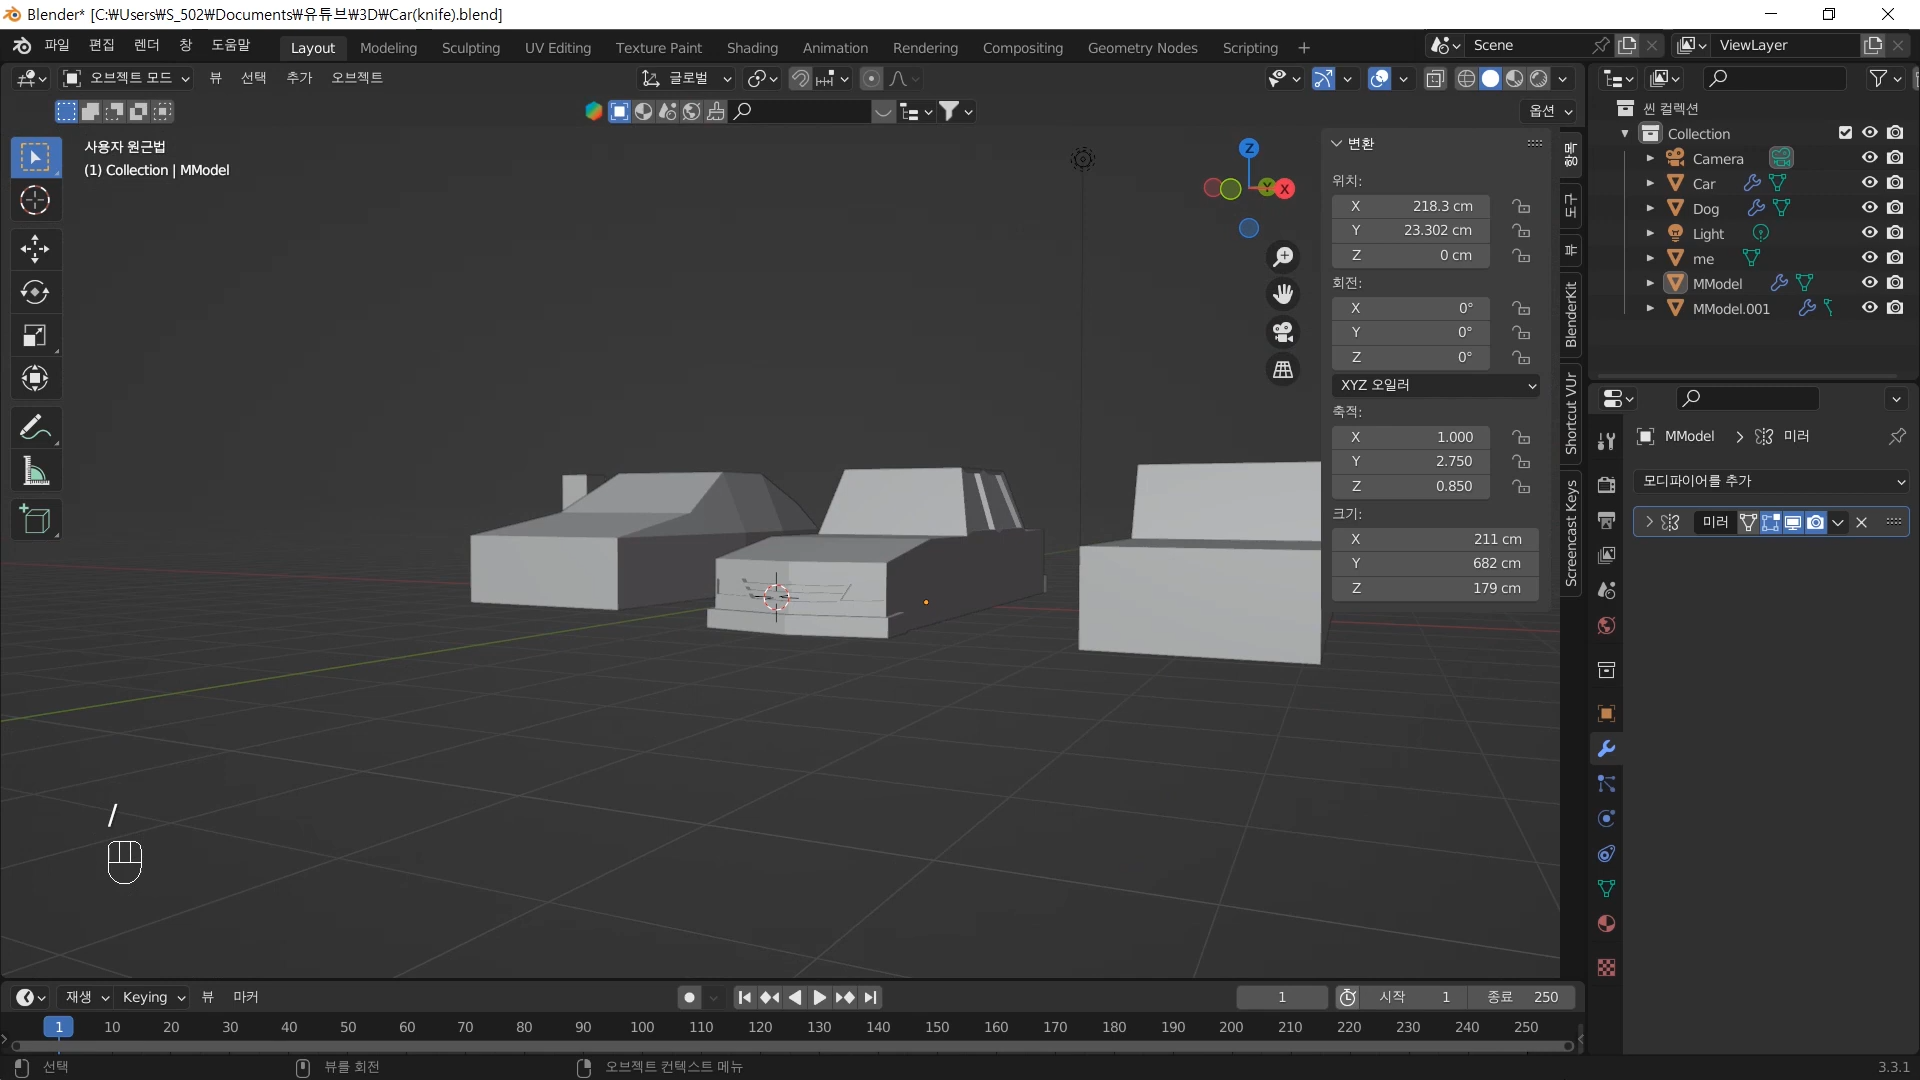 Blender* [C:₩Users₩S_502₩Documents₩유튜브₩3D₩Car(knife).blend]
파일 편집 렌더 창 도움말 Layout Modeling Sculpting UV Editing Texture Paint Shading Animation Rendering Compositing Geometry Nodes Scripting + Scene ViewLayer
오브젝트 모드 뷰 선택 추가 오브젝트 글로벌
옵션
사용자 원근법
(1) Collection | MModel
Z
Y
X
변환
위치:
X 218.3 cm
Y 23.302 cm
Z 0 cm
회전:
X 0°
Y 0°
Z 0°
XYZ 오일러
축적:
X 1.000
Y 2.750
Z 0.850
크기:
X 211 cm
Y 682 cm
Z 179 cm
항목
도구
뷰
BlenderKit
Shortcut VUr
Screencast Keys
씬 컬렉션
Collection
Camera
Car
Dog
Light
me
MModel
MModel.001
MModel > 미러
모디파이어를 추가
미러
/
재생 Keying 뷰 마커 1 시작 1 종료 250
1 10 20 30 40 50 60 70 80 90 100 110 120 130 140 150 160 170 180 190 200 210 220 230 240 250
선택 뷰를 회전 오브젝트 컨텍스트 메뉴 3.3.1